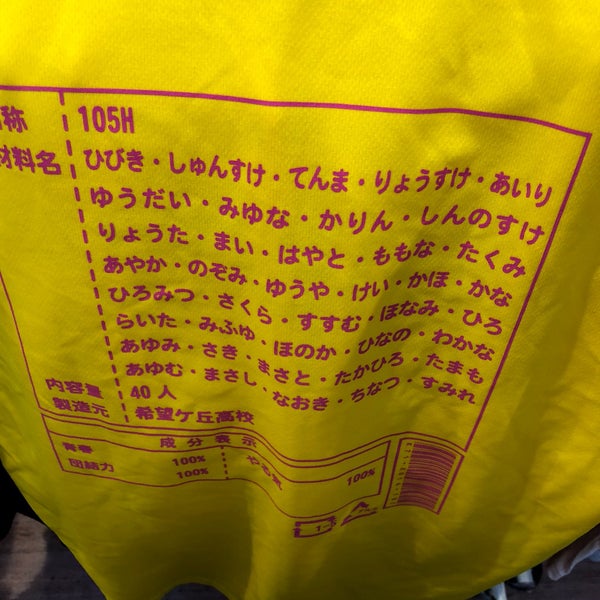 称 105H
材料名 ひびき・しゅんすけ・てんま・りょうすけ・あいり
ゆうだい・みゆな・かりん・しんのすけ
りょうた・まい・はやと・ももな・たくみ
あやか・のぞみ・ゆうや・けい・かほ・かな
ひろみつ・さくら・すすむ・ほなみ・ひろ
らいた・みふゆ・ほのか・ひなの・わかな
あゆみ・さき・まさと・たかひろ・たまも
あゆむ・まさし・なおき・ちなつ・すみれ
内容量 40人
製造元 希望ケ丘高校
成分表示
青春 100% やる気 100%
団結力 100%